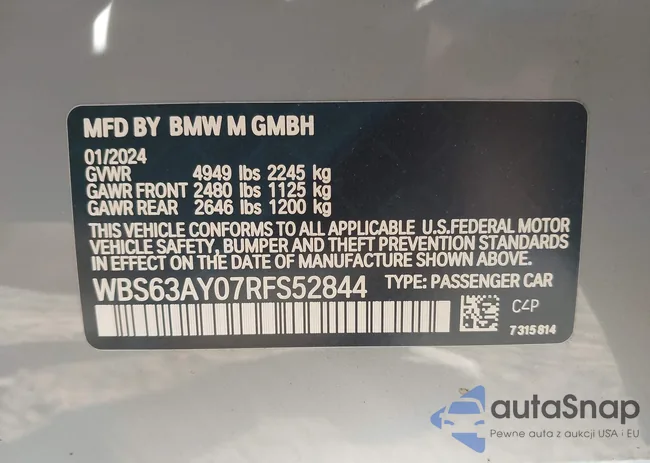 MFD BY BMW M GMBH
01/2024
GVWR 4949 lbs 2245 kg
GAWR FRONT 2480 lbs 1125 kg
GAWR REAR 2646 lbs 1200 kg
THIS VEHICLE CONFORMS TO ALL APPLICABLE U.S.FEDERAL MOTOR
VEHICLE SAFETY, BUMPER AND THEFT PREVENTION STANDARDS
IN EFFECT ON THE DATE OF MANUFACTURE SHOWN ABOVE.
WBS63AY07RFS52844 TYPE: PASSENGER CAR
C4P
7315814
autaSnap
Pewne auta z aukcji USA i EU